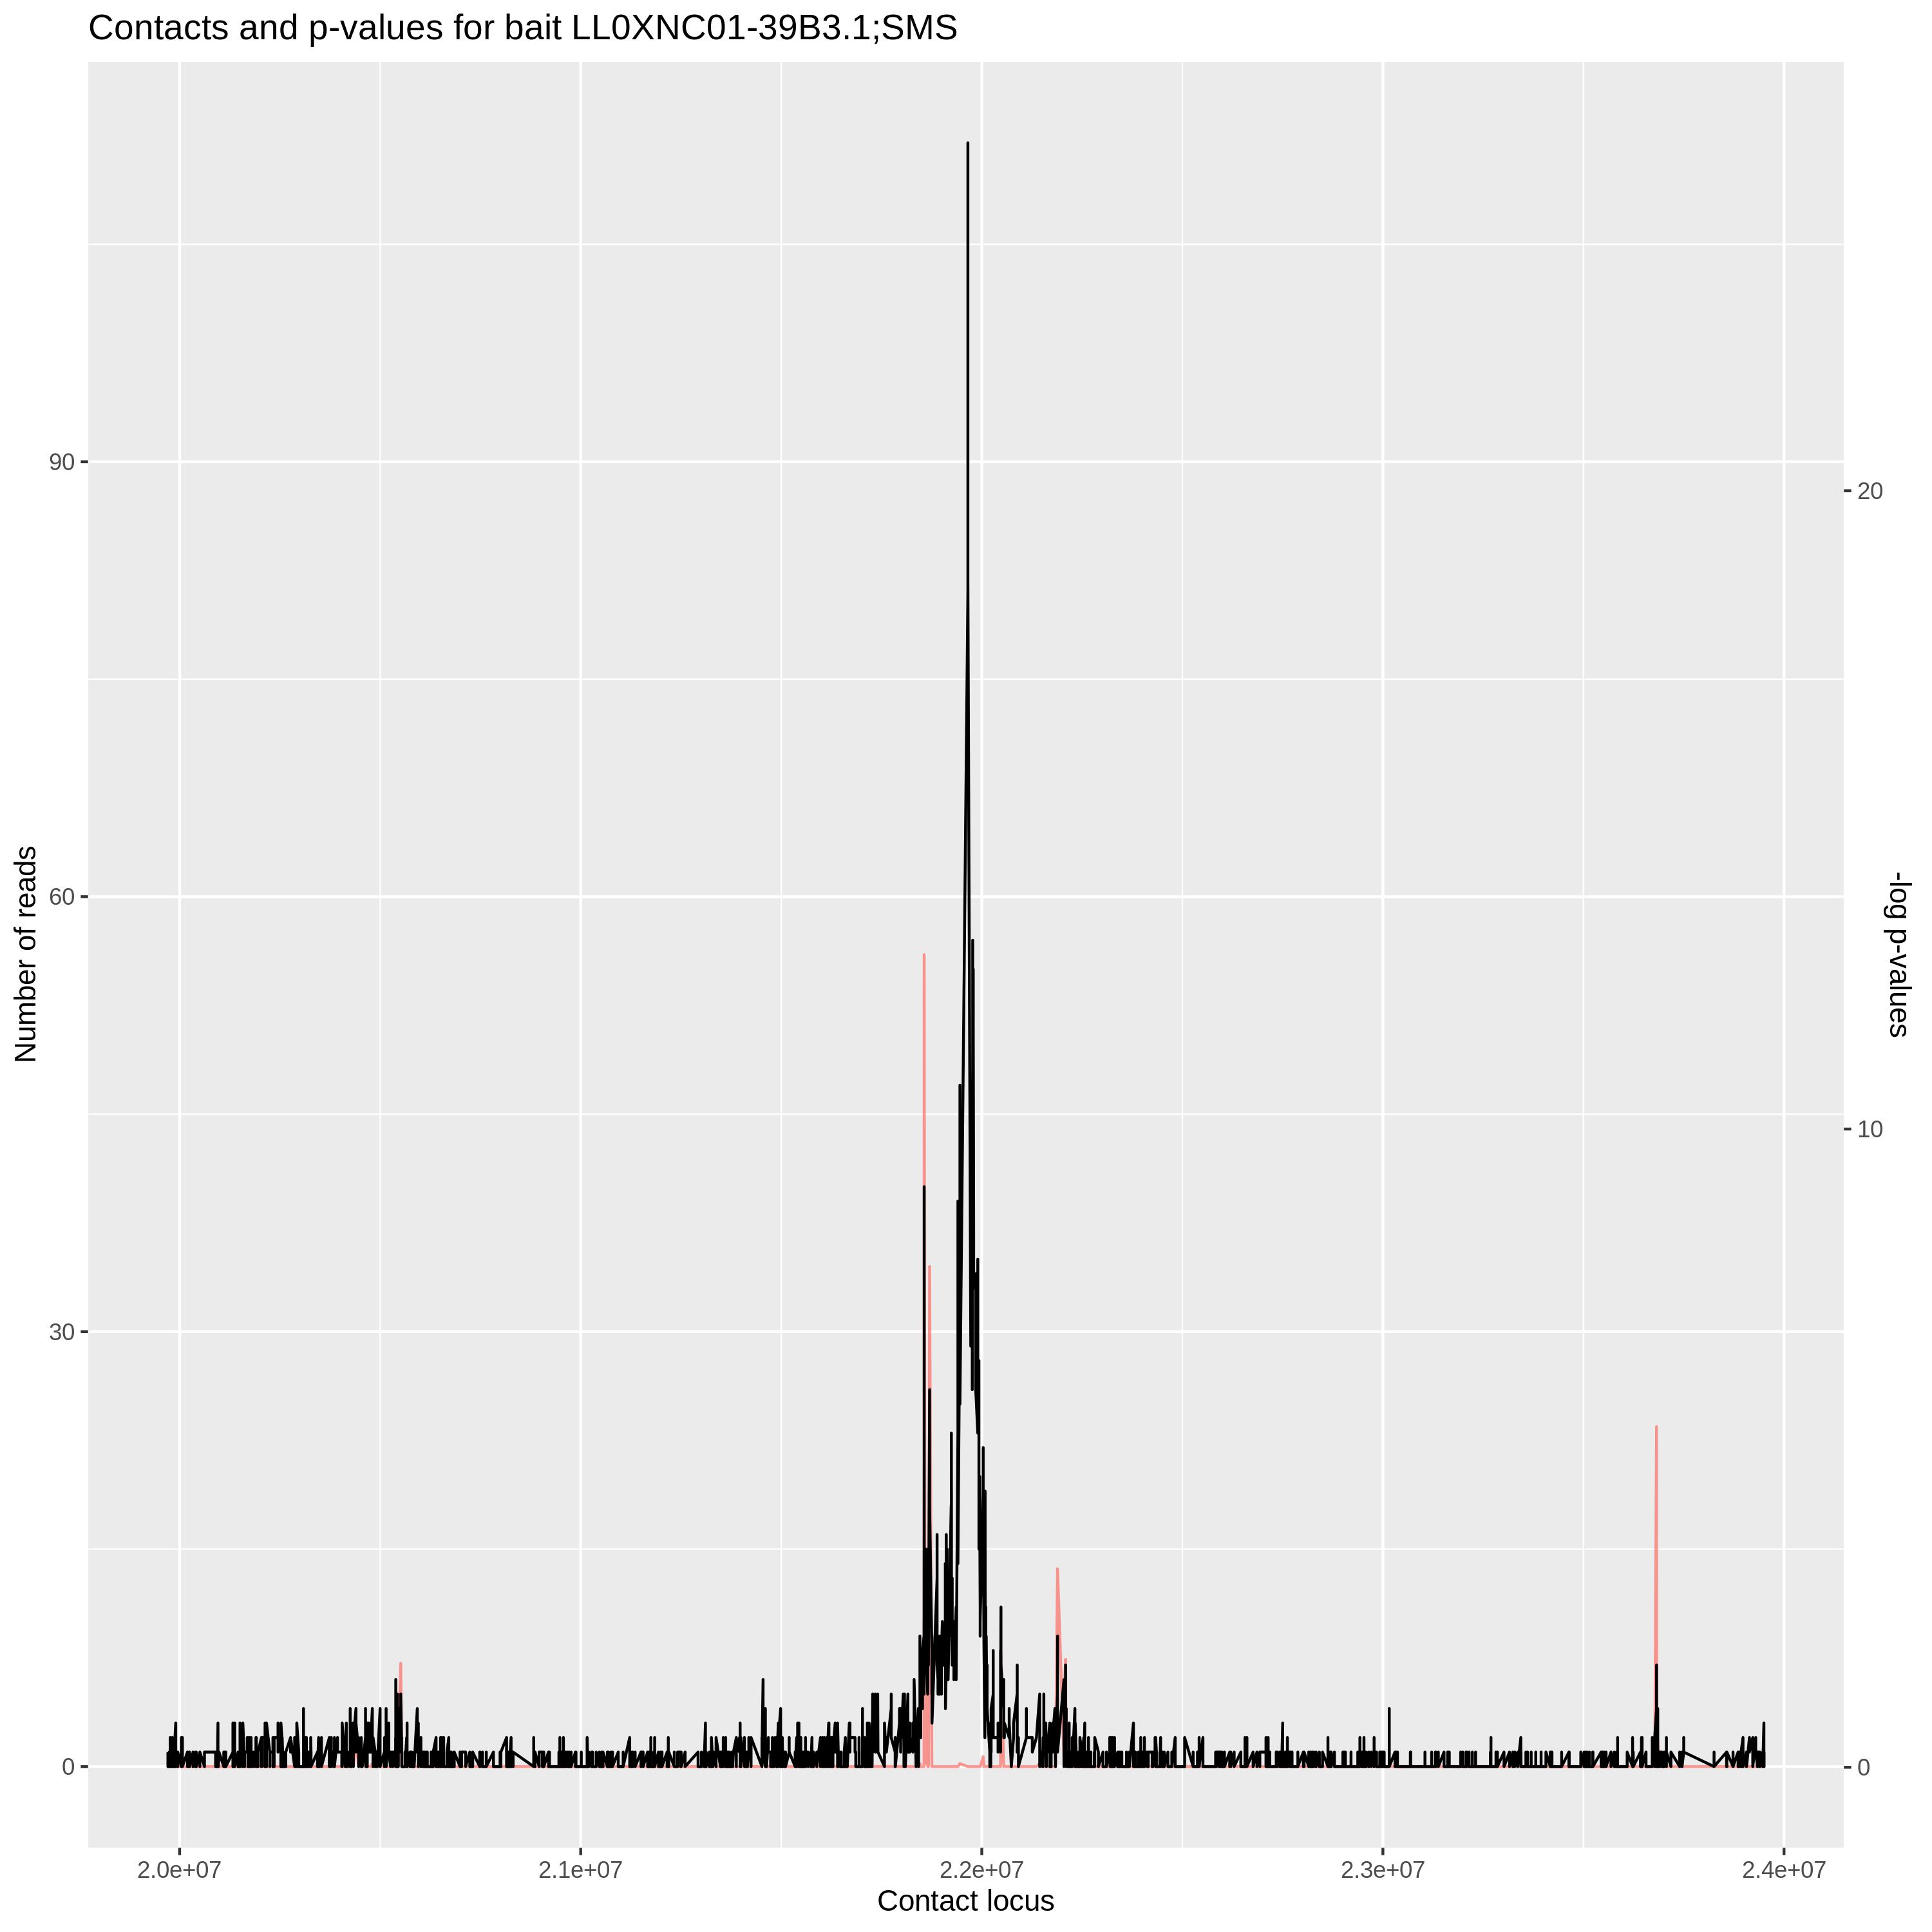 Contacts and p-values for bait LL0XNC01-39B3.1;SMS
90
60
30
0
Number of reads
20
10
0
-log p-values
2.0e+07 2.1e+07 2.2e+07 2.3e+07 2.4e+07
Contact locus